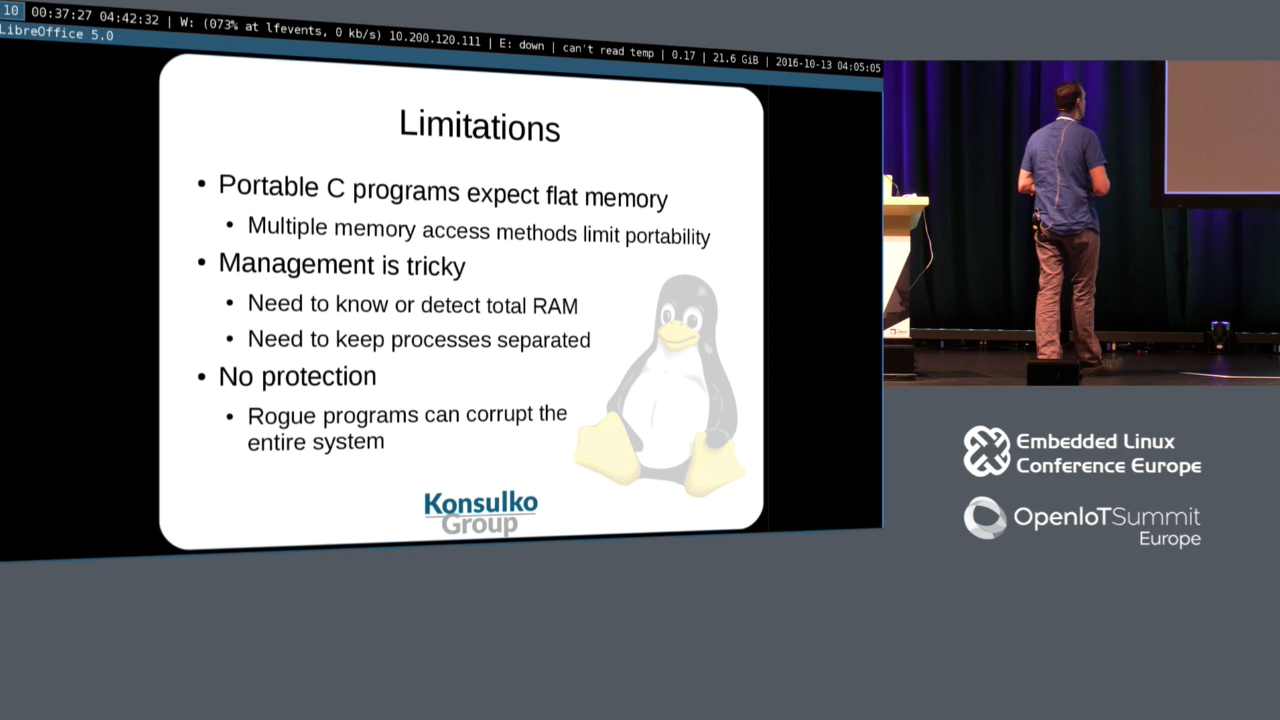 10 00:37:27 04:42:32 | W: (073% at lfevents, 0 kb/s) 10.200.120.111 | E: down | can't read temp | 0.17 | 21.6 GiB | 2016-10-13 04:05:05
LibreOffice 5.0
Limitations
• Portable C programs expect flat memory
• Multiple memory access methods limit portability
• Management is tricky
• Need to know or detect total RAM
• Need to keep processes separated
• No protection
• Rogue programs can corrupt the
entire system
Konsulko
Group
Embedded Linux
Conference Europe
OpenIoTSummit
Europe